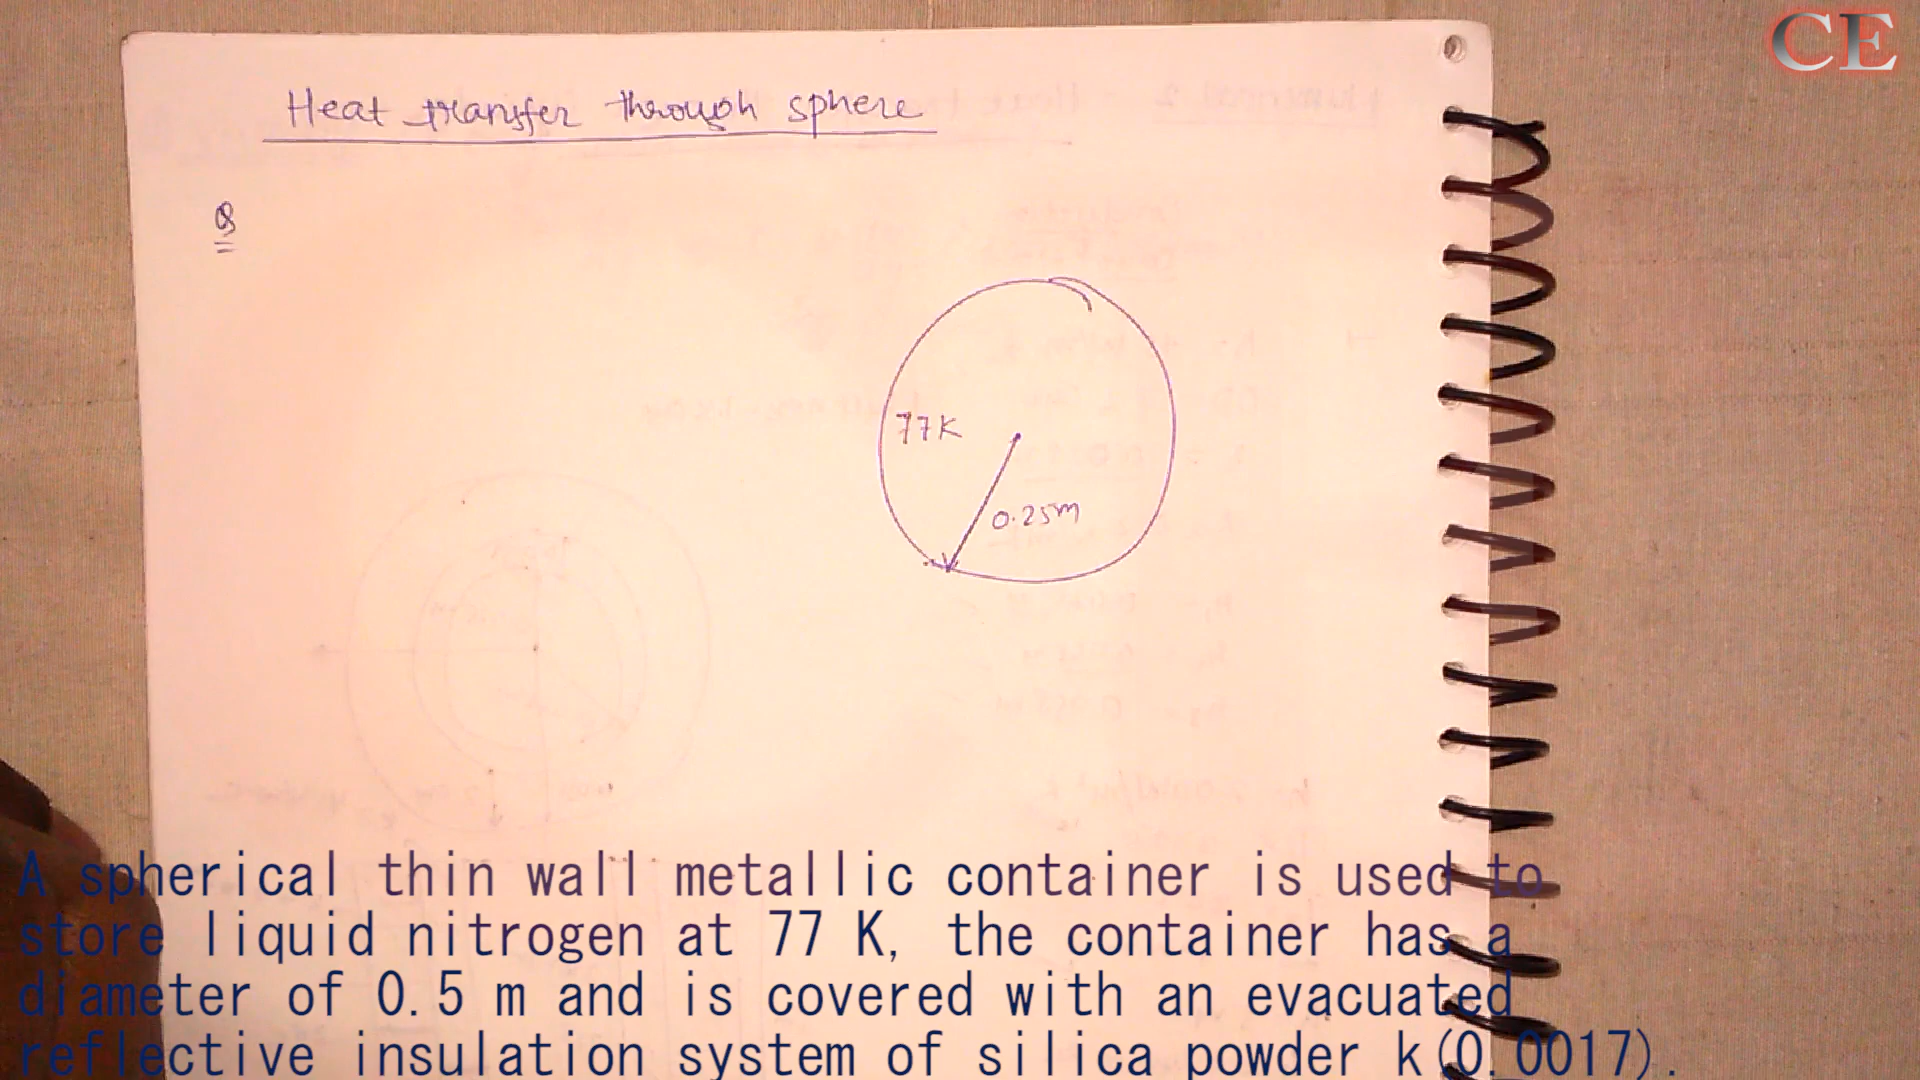 CE
Heat transfer through sphere
Q
77K
0.25m
A spherical thin wall metallic container is used to
store liquid nitrogen at 77 K, the container has a
diameter of 0.5 m and is covered with an evacuated
reflective insulation system of silica powder k(0.0017).